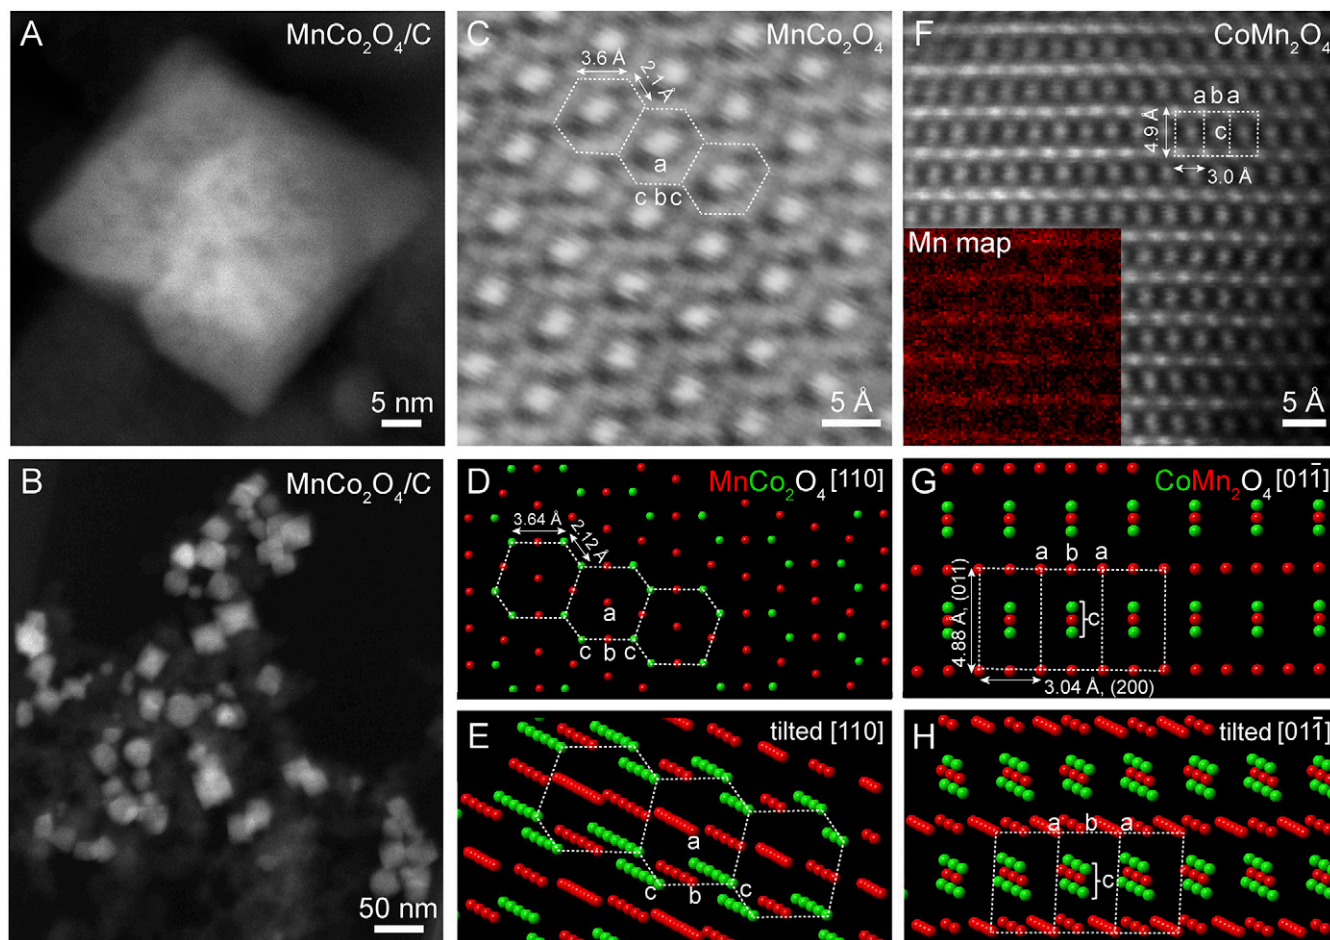 A
MnCo₂O₄/C
5 nm
B
MnCo₂O₄/C
50 nm
C
MnCo₂O₄
3.6 Å
2.1 Å
a
c b c
5 Å
D
MnCo₂O₄ [110]
3.64 Å
2.12 Å
a
c b c
E
tilted [110]
a
c b c
F
CoMn₂O₄
a b a
4.9 Å
c
3.0 Å
Mn map
5 Å
G
CoMn₂O₄ [011̄]
a b a
4.88 Å, (011)
c
3.04 Å, (200)
H
tilted [011̄]
a b a
c